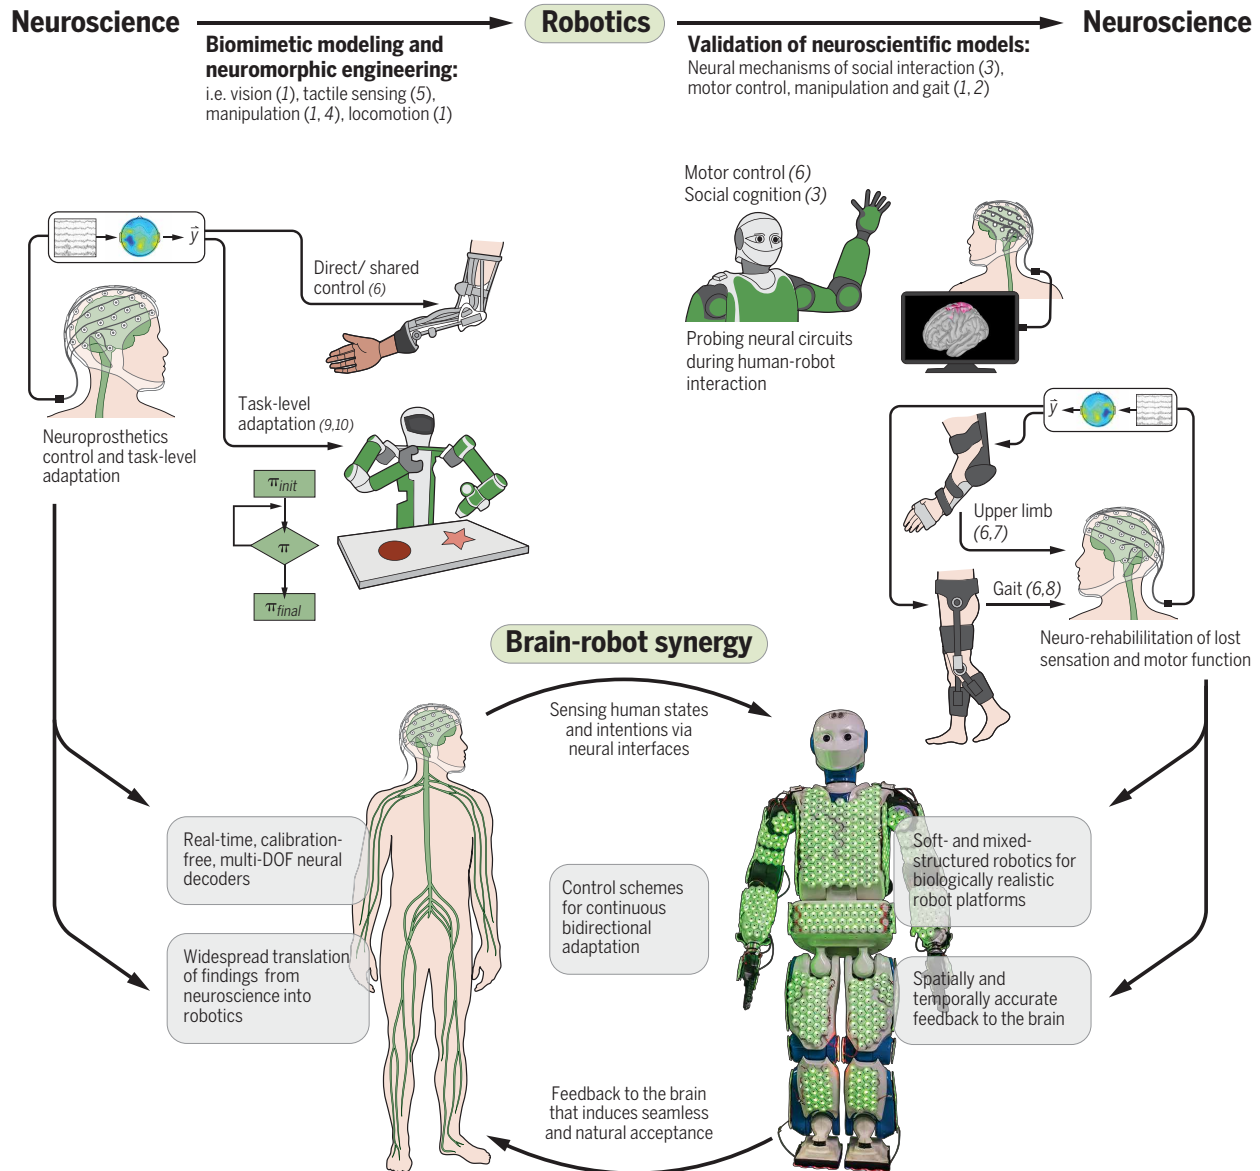 Neuroscience
Robotics
Neuroscience
Biomimetic modeling and
neuromorphic engineering:
i.e. vision (1), tactile sensing (5),
manipulation (1, 4), locomotion (1)
Validation of neuroscientific models:
Neural mechanisms of social interaction (3),
motor control, manipulation and gait (1, 2)
Motor control (6)
Social cognition (3)
y⃗
Direct/ shared
control (6)
Probing neural circuits
during human-robot
interaction
Task-level
adaptation (9,10)
Neuroprosthetics
control and task-level
adaptation
π init
π
π final
y⃗
Upper limb
(6,7)
Gait (6,8)
Neuro-rehabililitation of lost
sensation and motor function
Brain-robot synergy
Sensing human states
and intentions via
neural interfaces
Real-time, calibration-
free, multi-DOF neural
decoders
Widespread translation
of findings from
neuroscience into
robotics
Control schemes
for continuous
bidirectional
adaptation
Soft- and mixed-
structured robotics for
biologically realistic
robot platforms
Spatially and
temporally accurate
feedback to the brain
Feedback to the brain
that induces seamless
and natural acceptance